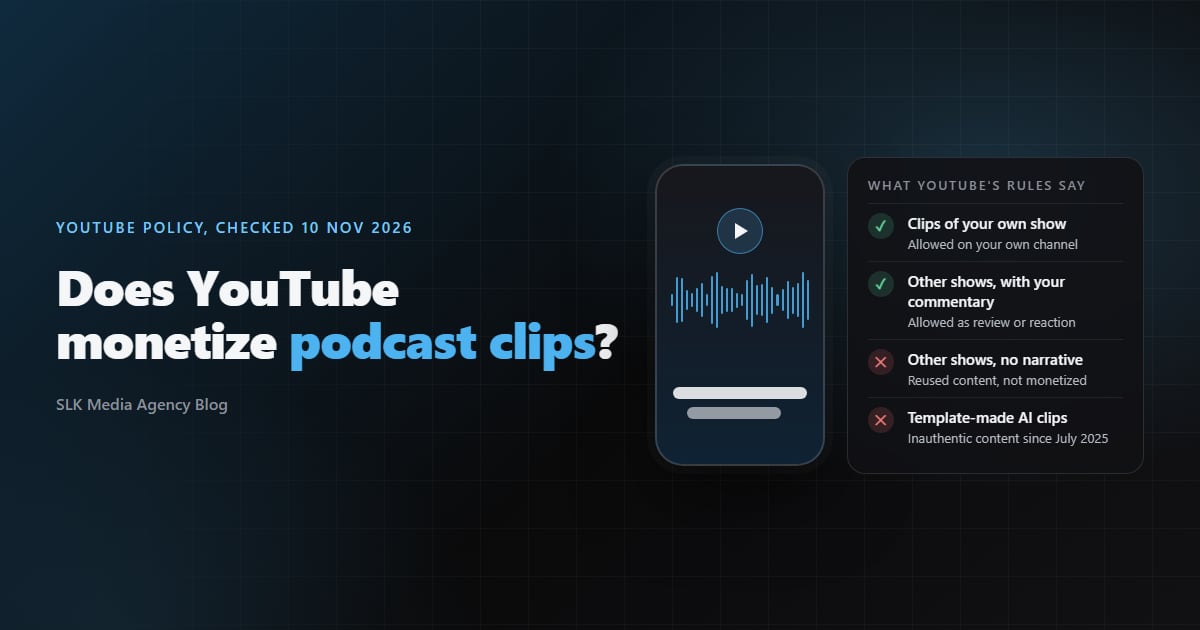 YOUTUBE POLICY, CHECKED 10 NOV 2026
Does YouTube
monetize podcast clips?
SLK Media Agency Blog
WHAT YOUTUBE'S RULES SAY
Clips of your own show
Allowed on your own channel
Other shows, with your
commentary
Allowed as review or reaction
Other shows, no narrative
Reused content, not monetized
Template-made AI clips
Inauthentic content since July 2025